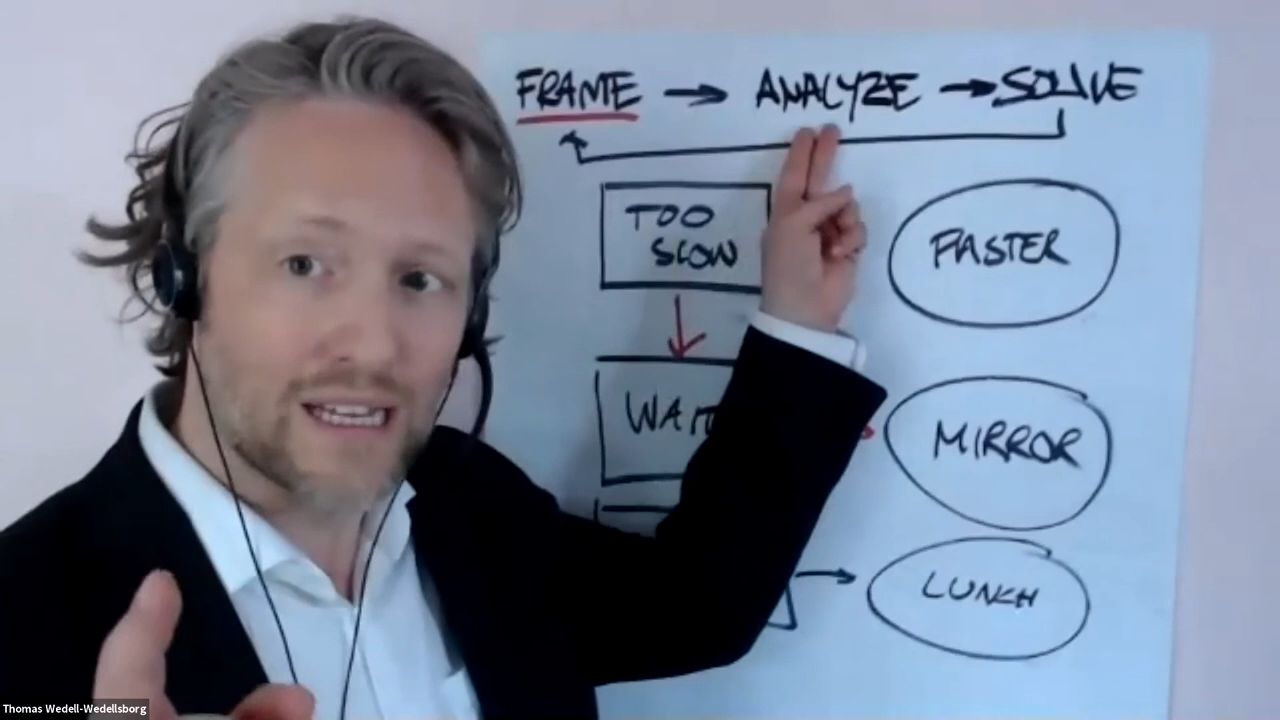 FRAME → ANALYZE → SOLVE
TOO
SLOW
FASTER
MIRROR
LUNCH
Thomas Wedell-Wedellsborg